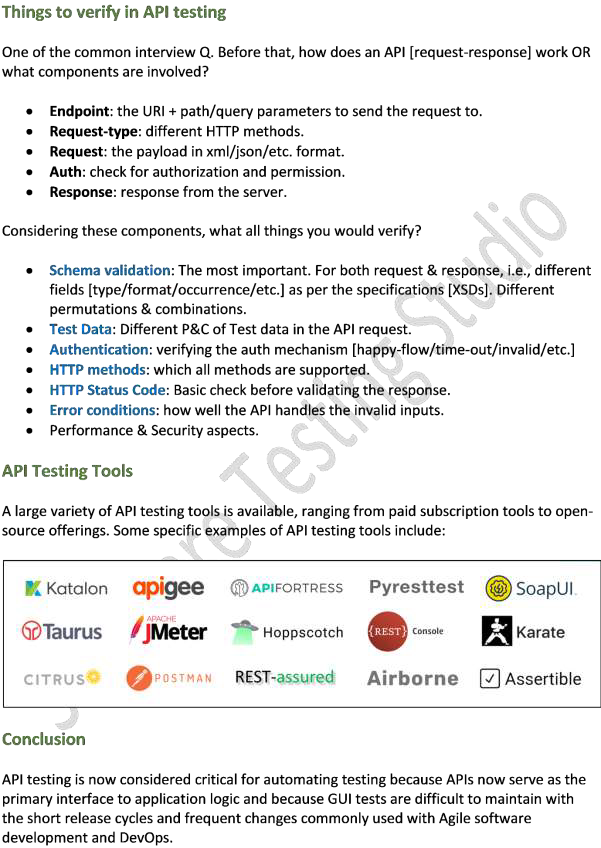 Things to verify in API testing
One of the common interview Q. Before that, how does an API [request-response] work OR
what components are involved?
• Endpoint: the URI + path/query parameters to send the request to.
• Request-type: different HTTP methods.
• Request: the payload in xml/json/etc. format.
• Auth: check for authorization and permission.
• Response: response from the server.
Considering these components, what all things you would verify?
• Schema validation: The most important. For both request & response, i.e., different
fields [type/format/occurrence/etc.] as per the specifications [XSDs]. Different
permutations & combinations.
• Test Data: Different P&C of Test data in the API request.
• Authentication: verifying the auth mechanism [happy-flow/time-out/invalid/etc.]
• HTTP methods: which all methods are supported.
• HTTP Status Code: Basic check before validating the response.
• Error conditions: how well the API handles the invalid inputs.
• Performance & Security aspects.
API Testing Tools
A large variety of API testing tools is available, ranging from paid subscription tools to open-
source offerings. Some specific examples of API testing tools include:
Katalon apigee APIFORTRESS Pyresttest SoapUI
Taurus APACHE JMeter Hoppscotch {REST} Console Karate
CITRUS POSTMAN REST-assured Airborne Assertible
Conclusion
API testing is now considered critical for automating testing because APIs now serve as the
primary interface to application logic and because GUI tests are difficult to maintain with
the short release cycles and frequent changes commonly used with Agile software
development and DevOps.
Testing Studio